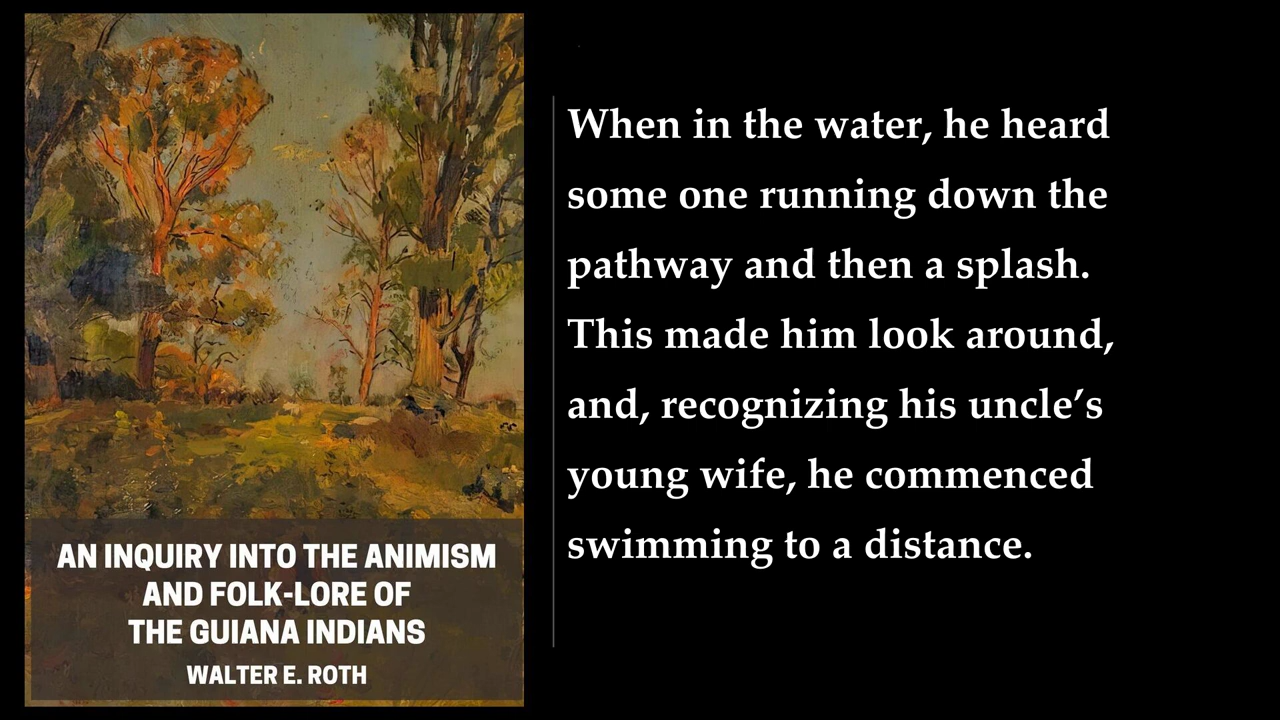 When in the water, he heard
some one running down the
pathway and then a splash.
This made him look around,
and, recognizing his uncle’s
young wife, he commenced
swimming to a distance.
AN INQUIRY INTO THE ANIMISM
AND FOLK-LORE OF
THE GUIANA INDIANS
WALTER E. ROTH